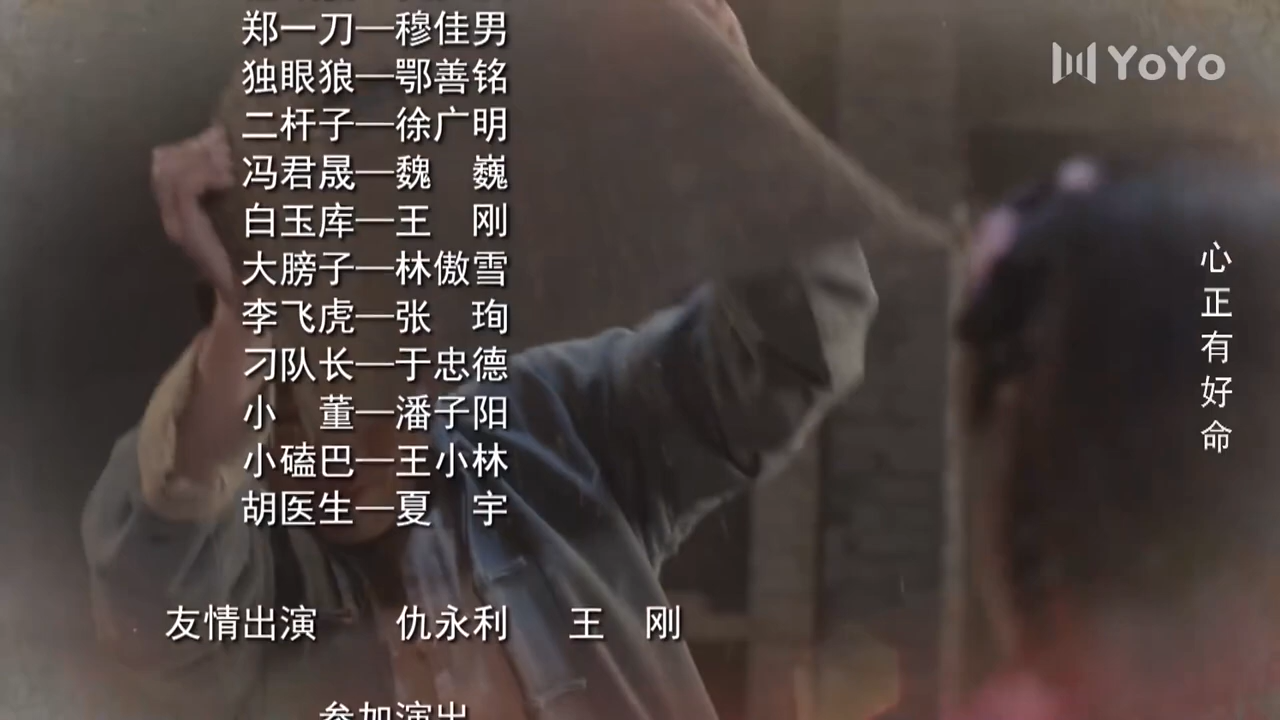 郑一刀—穆佳男
独眼狼—鄂善铭
二杆子—徐广明
冯君晟—魏　巍
白玉库—王　刚
大膀子—林傲雪
李飞虎—张　珣
刁队长—于忠德
小　董—潘子阳
小磕巴—王小林
胡医生—夏　宇
友情出演　仇永利　王　刚
参加演出
YoYo
心正有好命